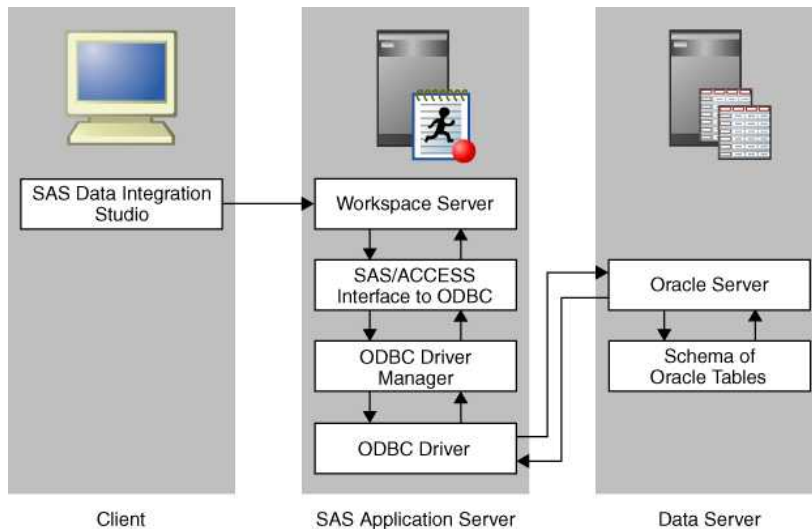 SAS Data Integration
Studio
Workspace Server
SAS/ACCESS
Interface to ODBC
ODBC Driver
Manager
ODBC Driver
Oracle Server
Schema of
Oracle Tables
Client
SAS Application Server
Data Server